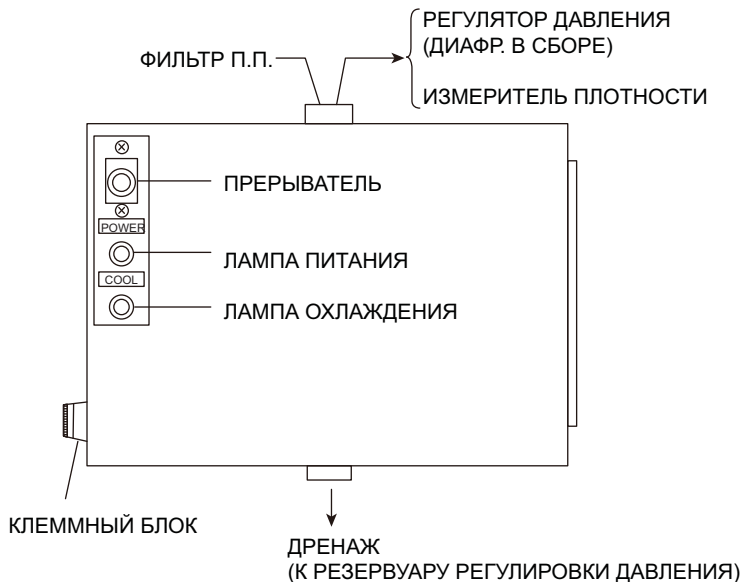 РЕГУЛЯТОР ДАВЛЕНИЯ
(ДИАФР. В СБОРЕ)
ФИЛЬТР П.П.
ИЗМЕРИТЕЛЬ ПЛОТНОСТИ
ПРЕРЫВАТЕЛЬ
POWER
ЛАМПА ПИТАНИЯ
COOL
ЛАМПА ОХЛАЖДЕНИЯ
КЛЕММНЫЙ БЛОК
ДРЕНАЖ
(К РЕЗЕРВУАРУ РЕГУЛИРОВКИ ДАВЛЕНИЯ)